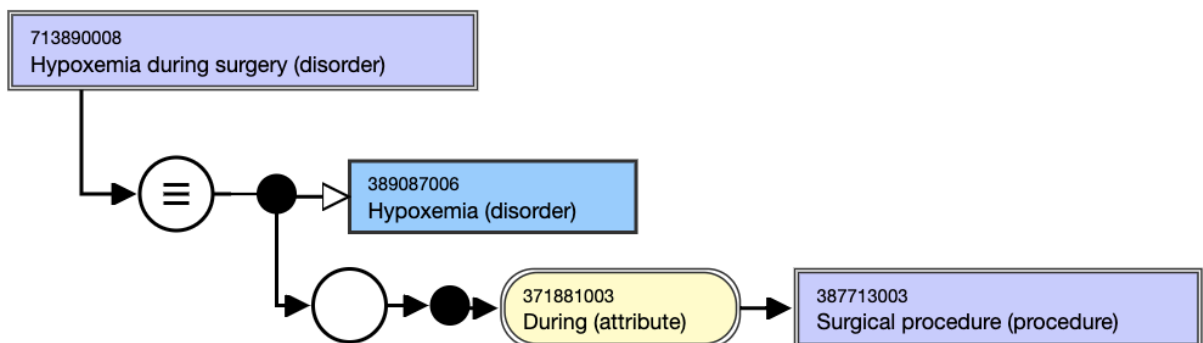 713890008
Hypoxemia during surgery (disorder)
389087006
Hypoxemia (disorder)
371881003
During (attribute)
387713003
Surgical procedure (procedure)